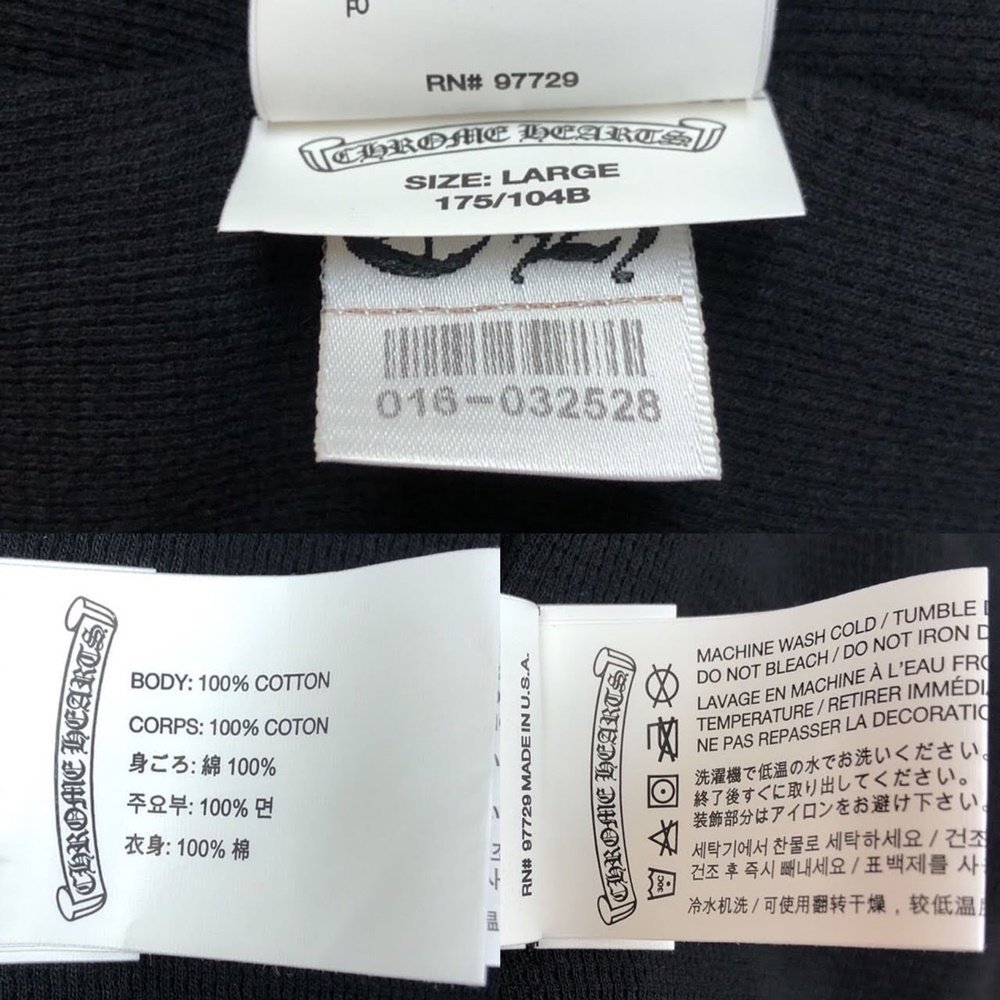 RN# 97729
CHROME HEARTS
SIZE: LARGE
175/104B
016-032528
CHROME HEARTS
BODY: 100% COTTON
CORPS: 100% COTON
身ごろ: 綿 100%
주요부: 100% 면
衣身: 100% 棉
RN# 97729 MADE IN U.S.A.
CHROME HEARTS
30C
MACHINE WASH COLD / TUMBLE
DO NOT BLEACH / DO NOT IRON
LAVAGE EN MACHINE À L'EAU
TEMPERATURE / RETIRER
NE PAS REPASSER LA
洗濯機で低温の水でお洗いください。
終了後すぐに取り出してください。
装飾部分はアイロンをお避け下さい。
세탁기에서 찬물로 세탁하세요 / 건조
건조 후 즉시 빼내세요 / 표백제를
冷水机洗 / 可使用翻转干燥，较低温